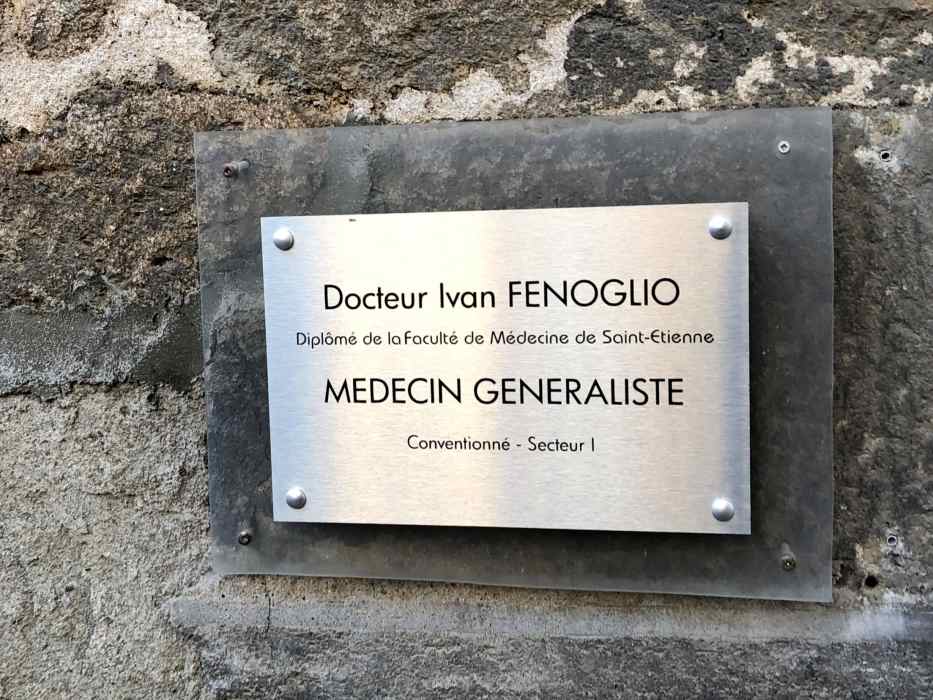 Docteur Ivan FENOGLIO
Diplômé de la Faculté de Médecine de Saint-Etienne
MEDECIN GENERALISTE
Conventionné - Secteur I